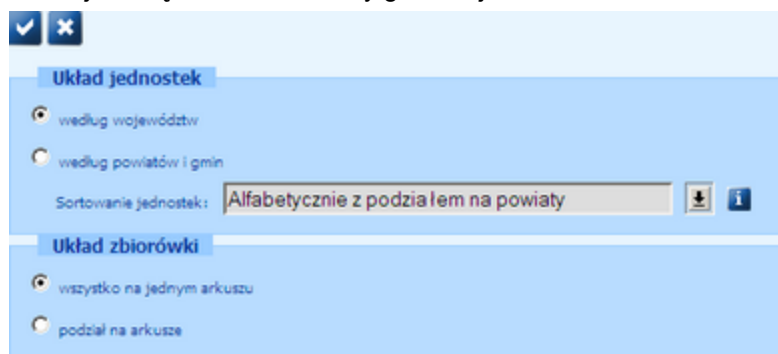 Układ jednostek
według województw
według powiatów i gmin
Sortowanie jednostek: Alfabetycznie z podziałem na powiaty
Układ zbiorówki
wszystko na jednym arkuszu
podział na arkusze